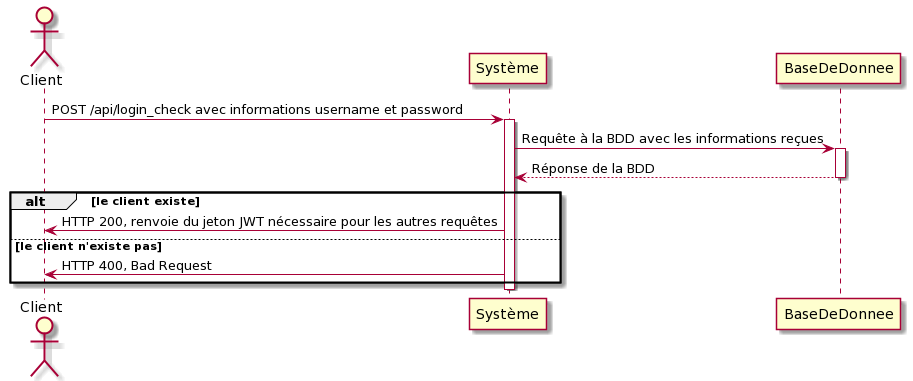 Client
Système
BaseDeDonnee
POST /api/login_check avec informations username et password
Requête à la BDD avec les informations reçues
Réponse de la BDD
alt
[le client existe]
HTTP 200, renvoie du jeton JWT nécessaire pour les autres requêtes
[le client n'existe pas]
HTTP 400, Bad Request
Client
Système
BaseDeDonnee